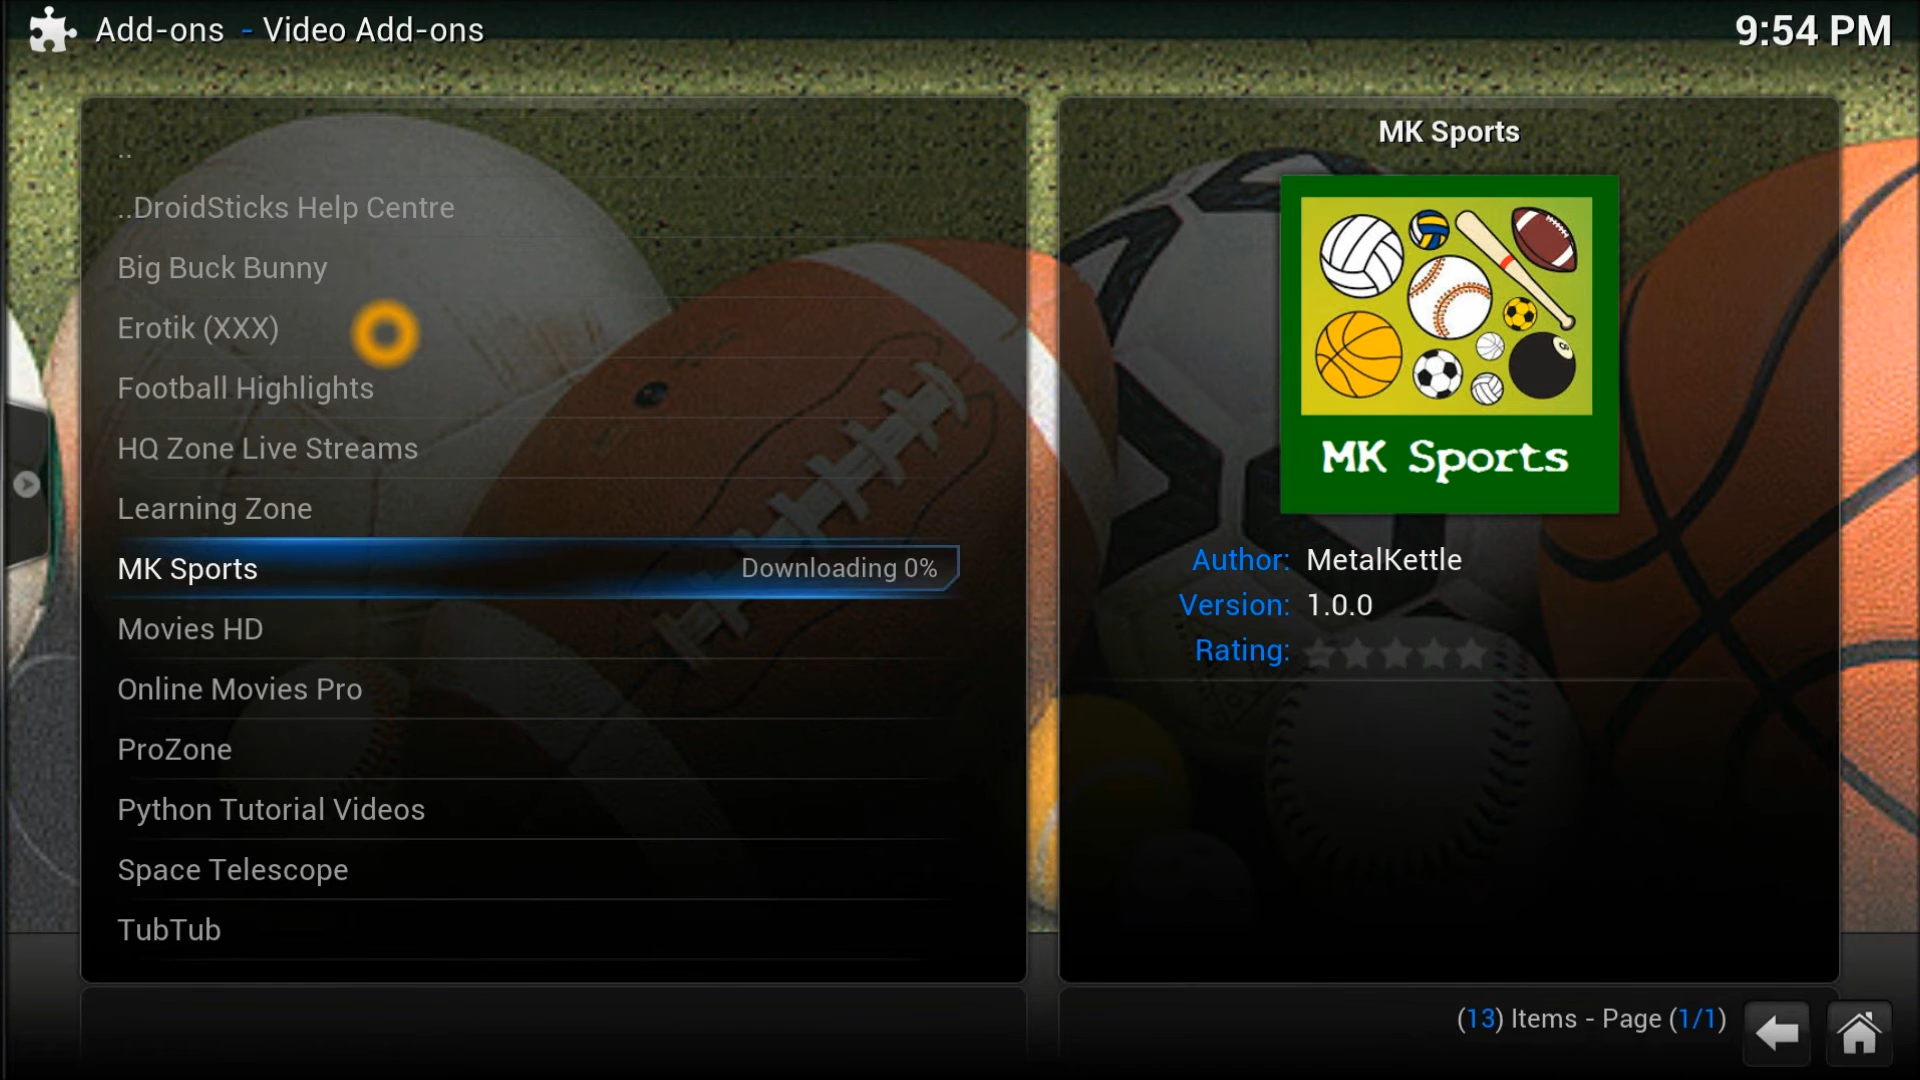 Add-ons - Video Add-ons
9:54 PM
..
..DroidSticks Help Centre
Big Buck Bunny
Erotik (XXX)
Football Highlights
HQ Zone Live Streams
Learning Zone
MK Sports
Downloading 0%
Movies HD
Online Movies Pro
ProZone
Python Tutorial Videos
Space Telescope
TubTub
MK Sports
8
MK Sports
Author: MetalKettle
Version: 1.0.0
Rating:
(13) Items - Page (1/1)